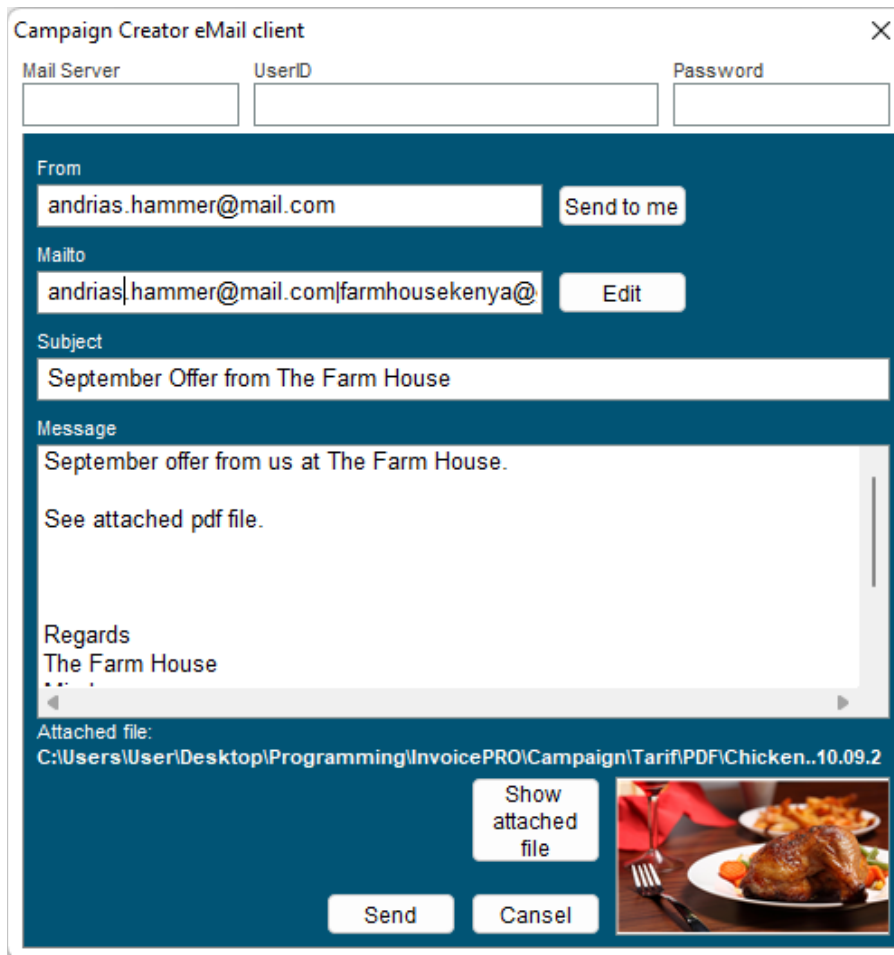 Campaign Creator eMail client
Mail Server UserID Password
From
andrias.hammer@mail.com Send to me
Mailto
andrias.hammer@mail.com|farmhousekenya@ Edit
Subject
September Offer from The Farm House
Message
September offer from us at The Farm House.
See attached pdf file.
Regards
The Farm House
Attached file:
C:\Users\User\Desktop\Programming\InvoicePRO\Campaign\Tarif\PDF\Chicken..10.09.2
Show
attached
file
Send Cansel